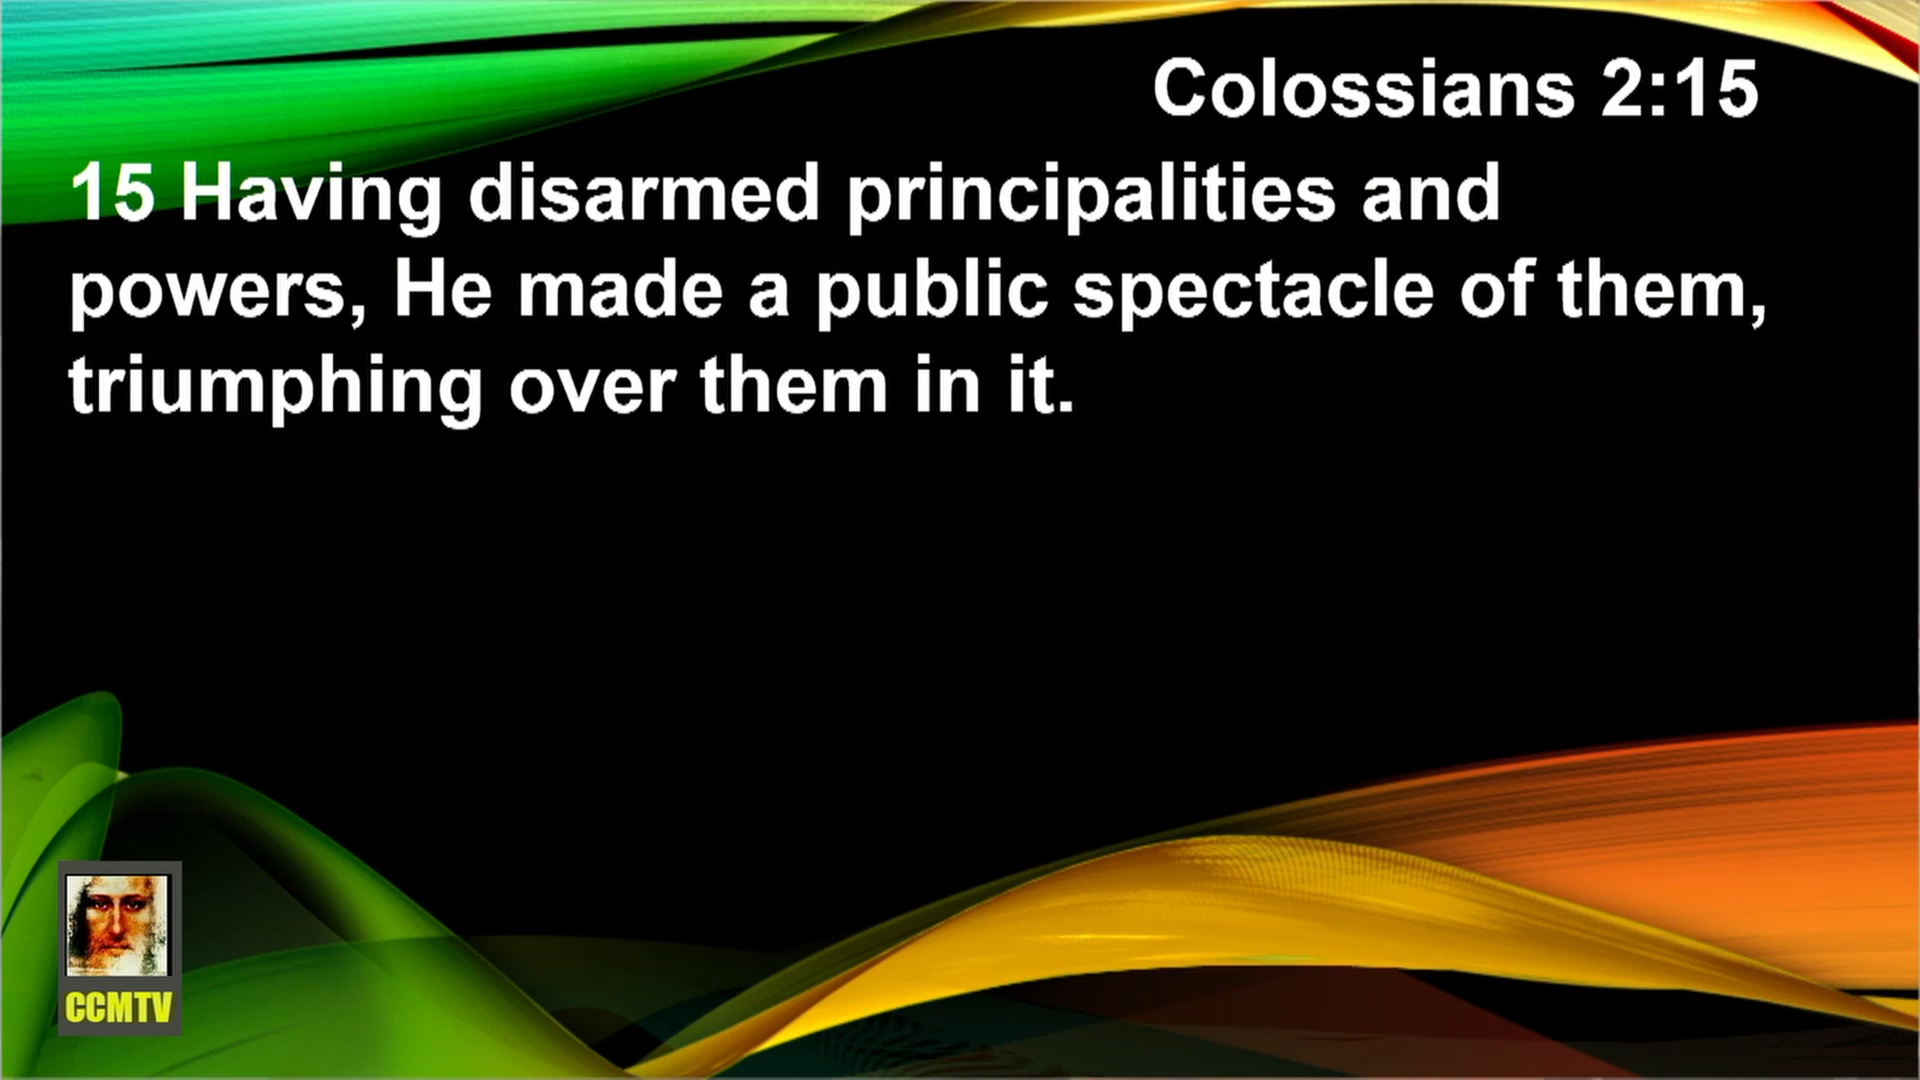 Colossians 2:15
15 Having disarmed principalities and
powers, He made a public spectacle of them,
triumphing over them in it.
CCMTV